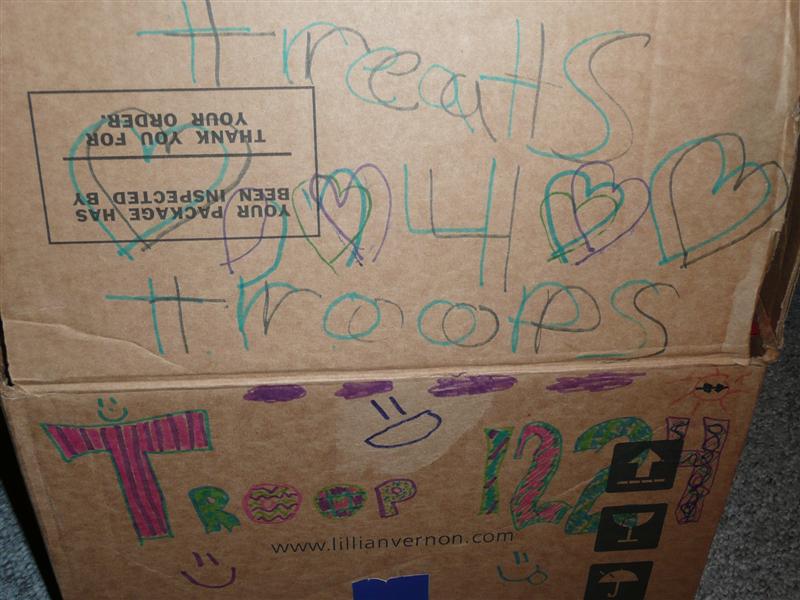 treats
THANK YOU FOR
YOUR ORDER.
YOUR PACKAGE HAS
BEEN INSPECTED BY
4
troops
TROOP 1224
www.lillianvernon.com